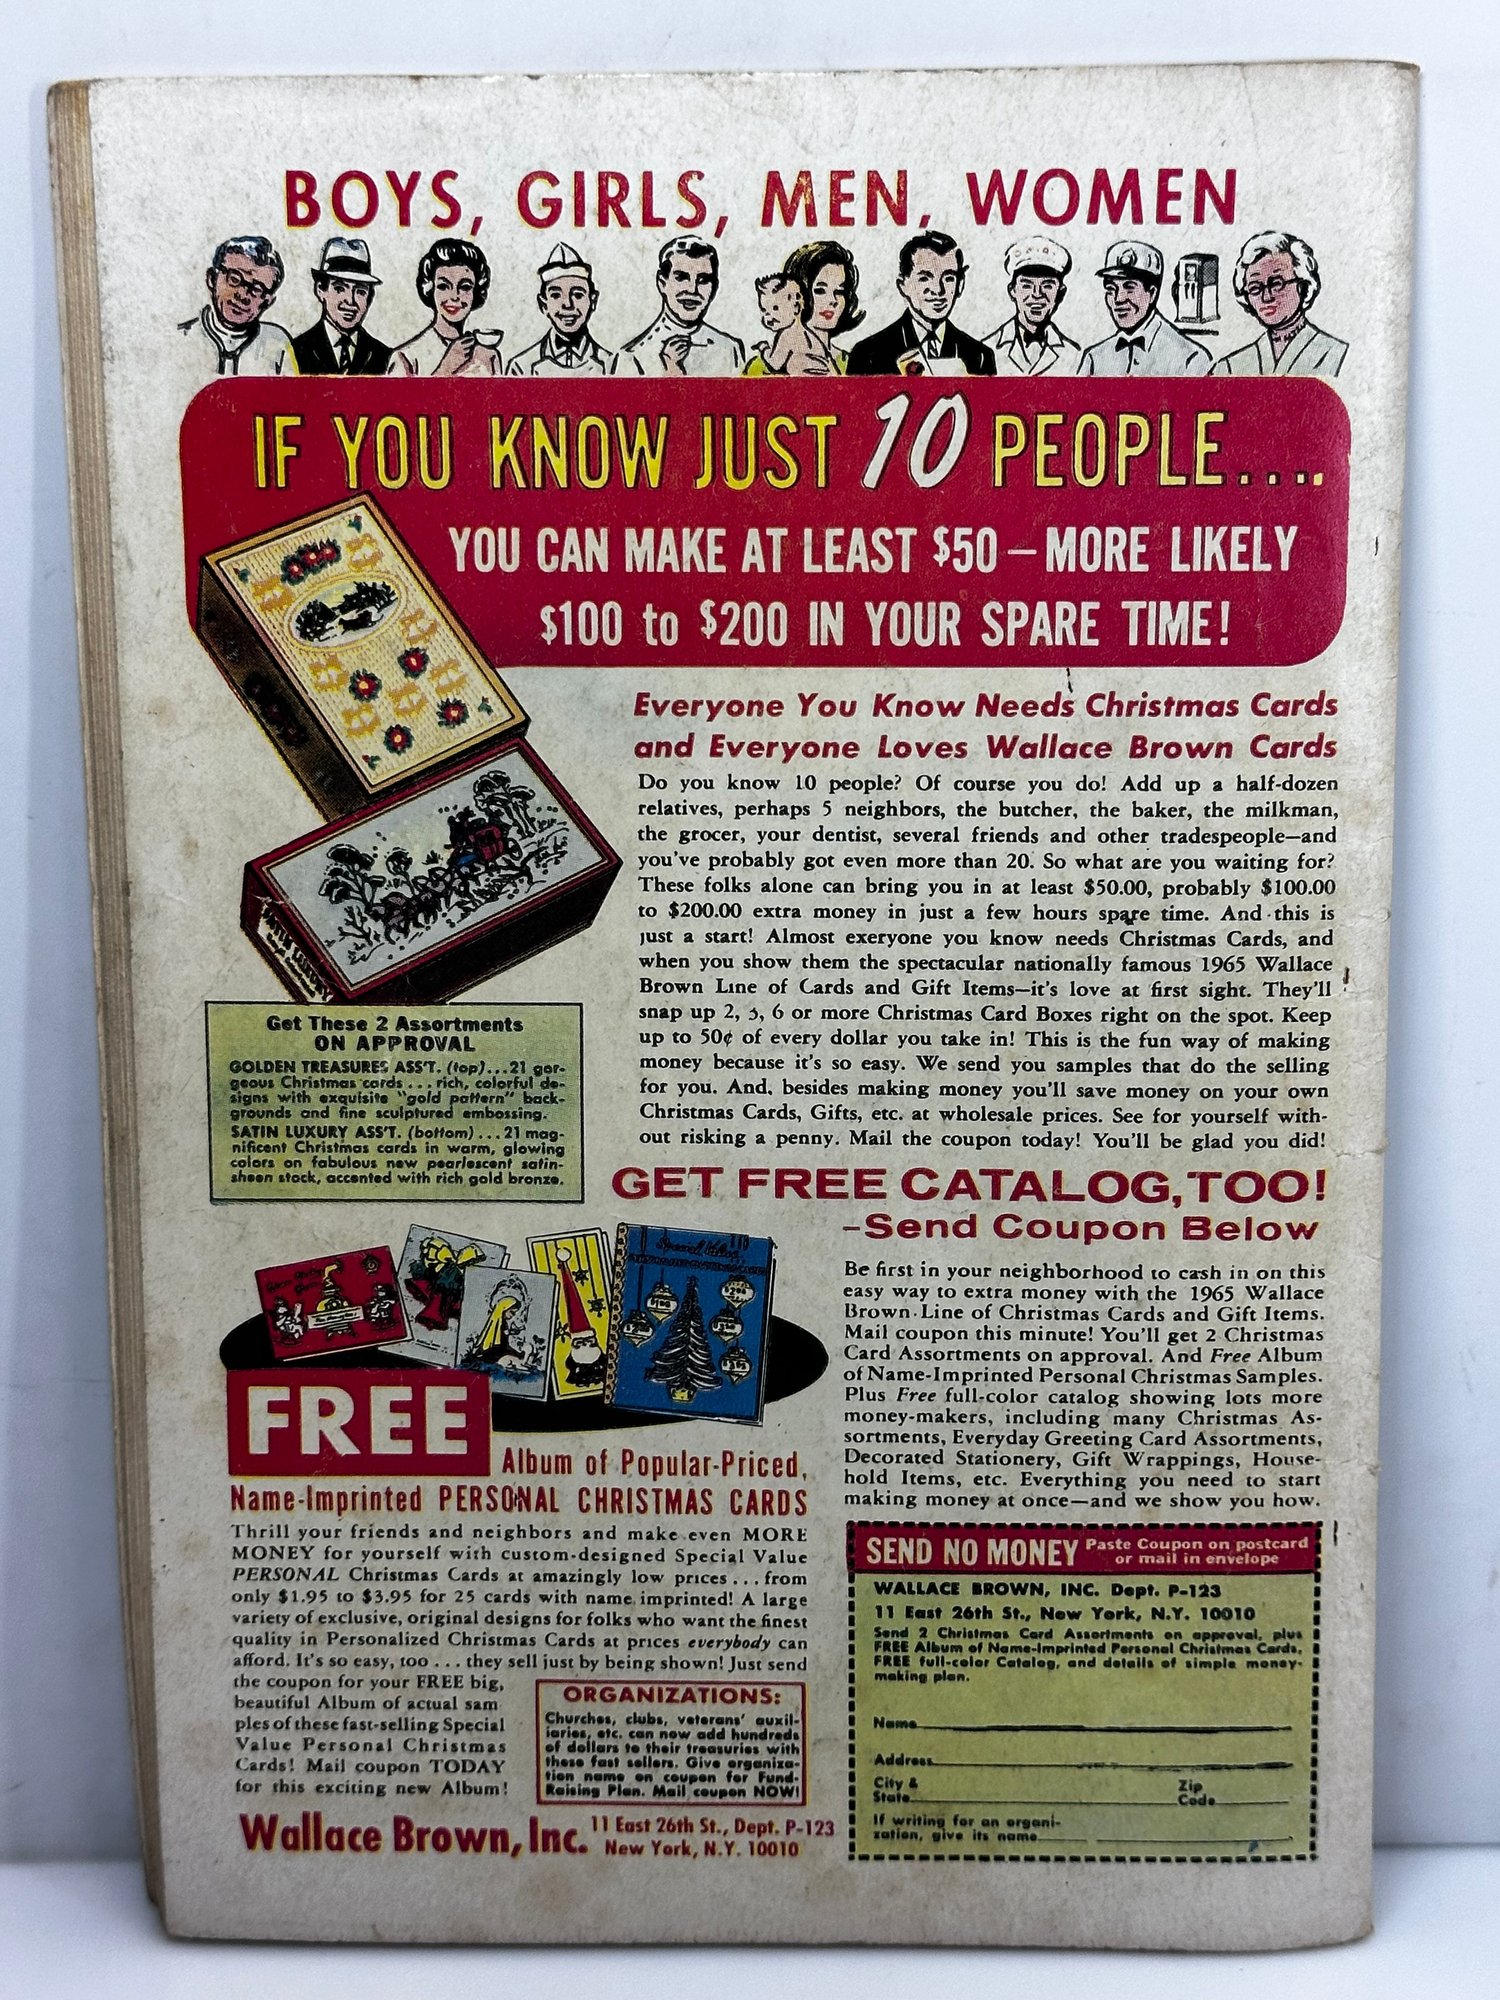 BOYS, GIRLS, MEN, WOMEN
IF YOU KNOW JUST 10 PEOPLE....
YOU CAN MAKE AT LEAST $50 — MORE LIKELY
$100 to $200 IN YOUR SPARE TIME!
Everyone You Know Needs Christmas Cards
and Everyone Loves Wallace Brown Cards
Do you know 10 people? Of course you do! Add up a half-dozen
relatives, perhaps 5 neighbors, the butcher, the baker, the milkman,
the grocer, your dentist, several friends and other tradespeople—and
you've probably got even more than 20. So what are you waiting for?
These folks alone can bring you in at least $50.00, probably $100.00
to $200.00 extra money in just a few hours spare time. And this is
just a start! Almost exeryone you know needs Christmas Cards, and
when you show them the spectacular nationally famous 1965 Wallace
Brown Line of Cards and Gift Items—it's love at first sight. They'll
snap up 2, 3, 6 or more Christmas Card Boxes right on the spot. Keep
up to 50¢ of every dollar you take in! This is the fun way of making
money because it's so easy. We send you samples that do the selling
for you. And, besides making money you'll save money on your own
Christmas Cards, Gifts, etc. at wholesale prices. See for yourself with-
out risking a penny. Mail the coupon today! You'll be glad you did!
SATIN LUXURY
Get These 2 Assortments
ON APPROVAL
GOLDEN TREASURES ASS'T. (top)...21 gor-
geous Christmas cards ... rich, colorful de-
signs with exquisite "gold pattern" back-
grounds and fine sculptured embossing.
SATIN LUXURY ASS'T. (bottom)...21 mag-
nificent Christmas cards in warm, glowing
colors on fabulous new pearlescent satin-
sheen stock, accented with rich gold bronze.
GET FREE CATALOG, TOO!
–Send Coupon Below
Be first in your neighborhood to cash in on this
easy way to extra money with the 1965 Wallace
Brown Line of Christmas Cards and Gift Items.
Mail coupon this minute! You'll get 2 Christmas
Card Assortments on approval. And Free Album
of Name-Imprinted Personal Christmas Samples.
Plus Free full-color catalog showing lots more
money-makers, including many Christmas As-
sortments, Everyday Greeting Card Assortments,
Decorated Stationery, Gift Wrappings, House-
hold Items, etc. Everything you need to start
making money at once—and we show you how.
Special Value
FREE
Album of Popular-Priced,
Name-Imprinted PERSONAL CHRISTMAS CARDS
Thrill your friends and neighbors and make even MORE
MONEY for yourself with custom-designed Special Value
PERSONAL Christmas Cards at amazingly low prices ... from
only $1.95 to $3.95 for 25 cards with name imprinted! A large
variety of exclusive, original designs for folks who want the finest
quality in Personalized Christmas Cards at prices everybody can
afford. It's so easy, too ... they sell just by being shown! Just send
the coupon for your FREE big,
beautiful Album of actual sam
ples of these fast-selling Special
Value Personal Christmas
Cards! Mail coupon TODAY
for this exciting new Album!
ORGANIZATIONS:
Churches, clubs, veterans' auxil-
iaries, etc. can now add hundreds
of dollars to their treasuries with
these fast sellers. Give organiza-
tion name on coupon for Fund-
Raising Plan. Mail coupon NOW!
Wallace Brown, Inc. 11 East 26th St., Dept. P-123
New York, N.Y. 10010
SEND NO MONEY Paste Coupon on postcard
or mail in envelope
WALLACE BROWN, INC. Dept. P-123
11 East 26th St., New York, N.Y. 10010
Send 2 Christmas Card Assortments on approval, plus
FREE Album of Name-Imprinted Personal Christmas Cards,
FREE full-color Catalog, and details of simple money-
making plan.
Name
Address
City & Zip
State Code
If writing for an organi-
zation, give its name